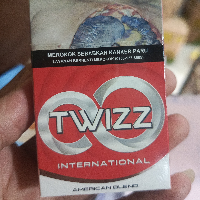 MEROKOK SEBABKAN KANKER PARU
TWIZZ
INTERNATIONAL
AMERICAN BLEND